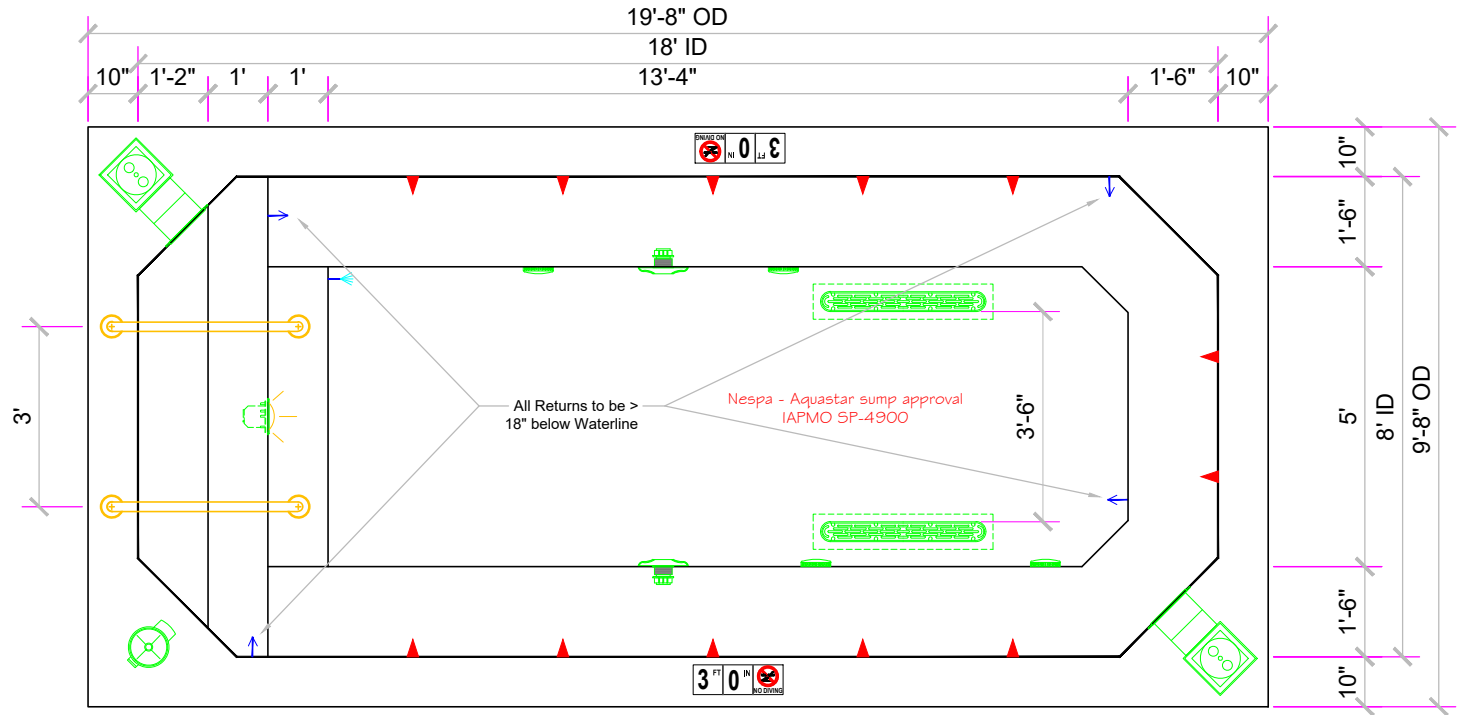 19'-8" OD
18' ID
10" 1'-2" 1' 1' 13'-4" 1'-6" 10"
NO DIVING 0 IN 3 FT
10"
1'-6"
3'
All Returns to be >
18" below Waterline
Nespa - Aquastar sump approval
IAPMO SP-4900
3'-6"
5'
8' ID
9'-8" OD
1'-6"
10"
3 FT 0 IN NO DIVING